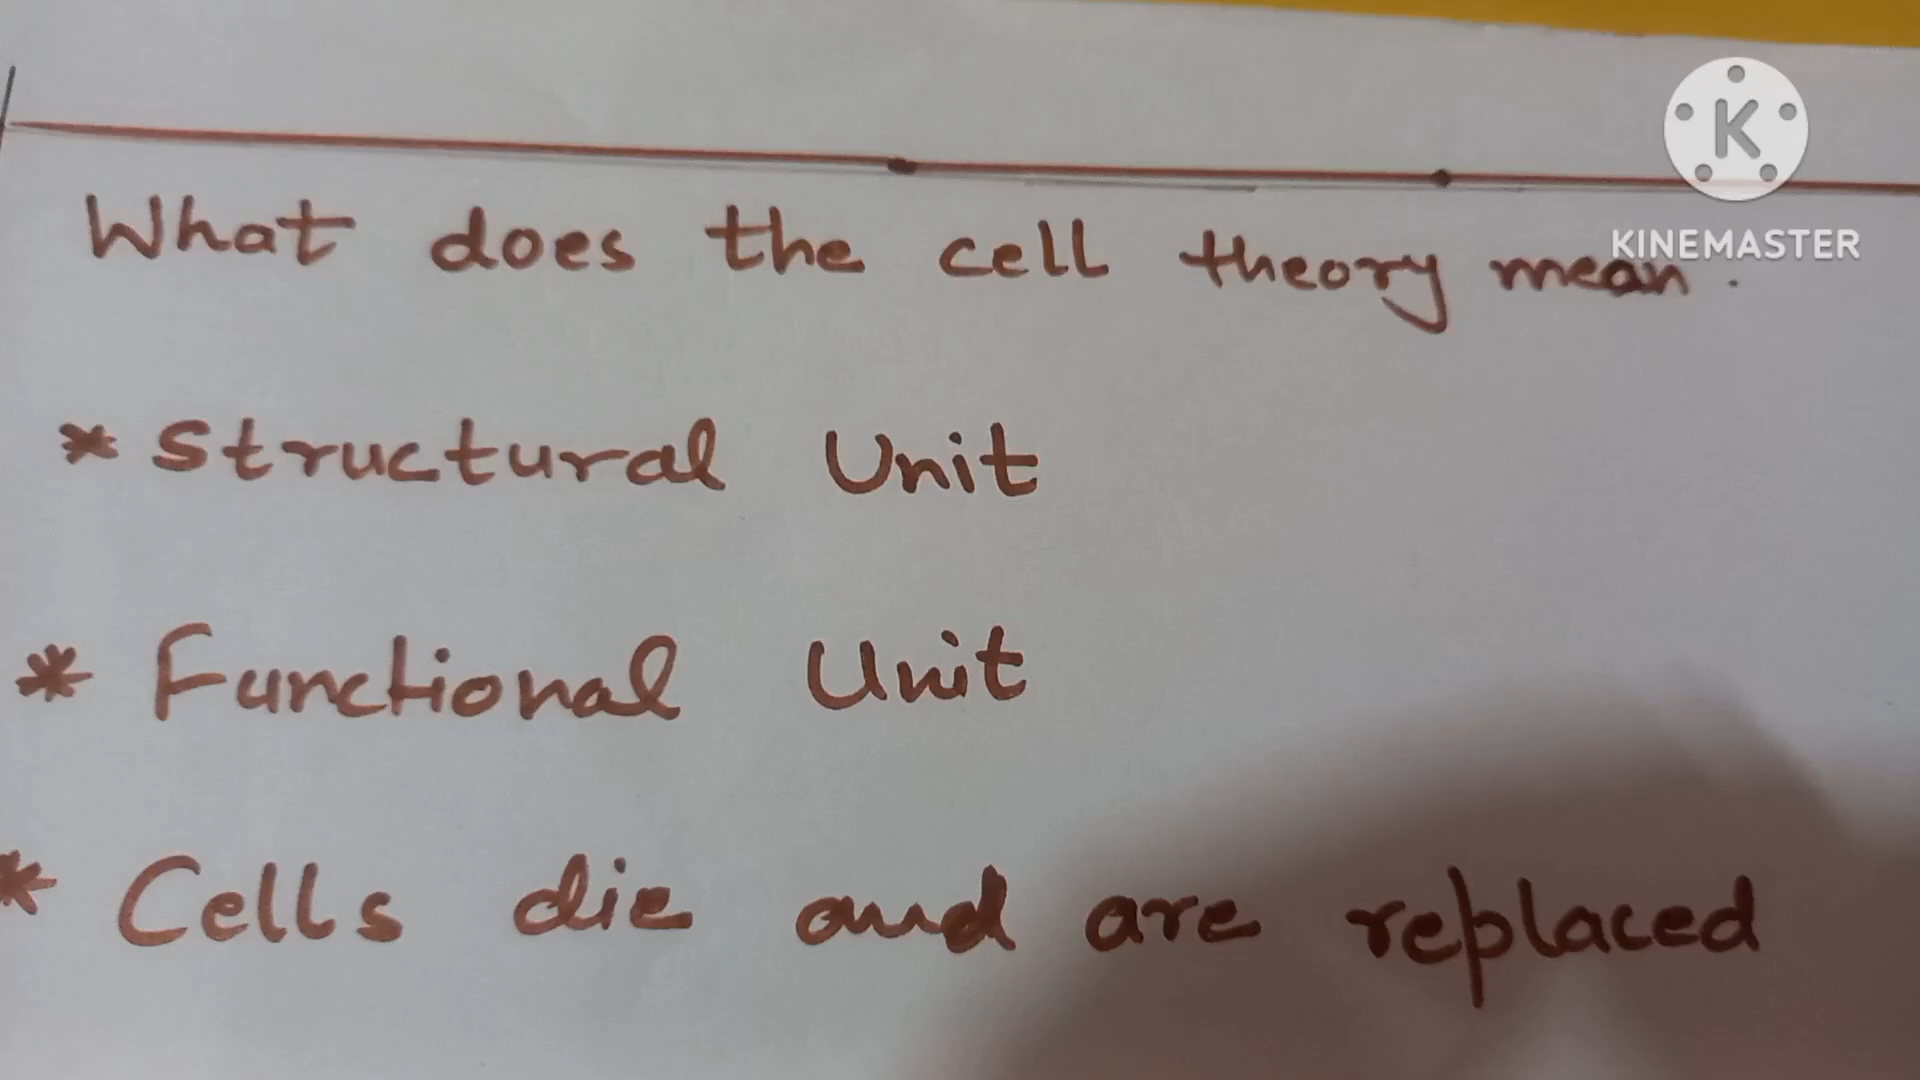 K
KINEMASTER
What does the cell theory mean.
* Structural Unit
* Functional Unit
* Cells die and are replaced